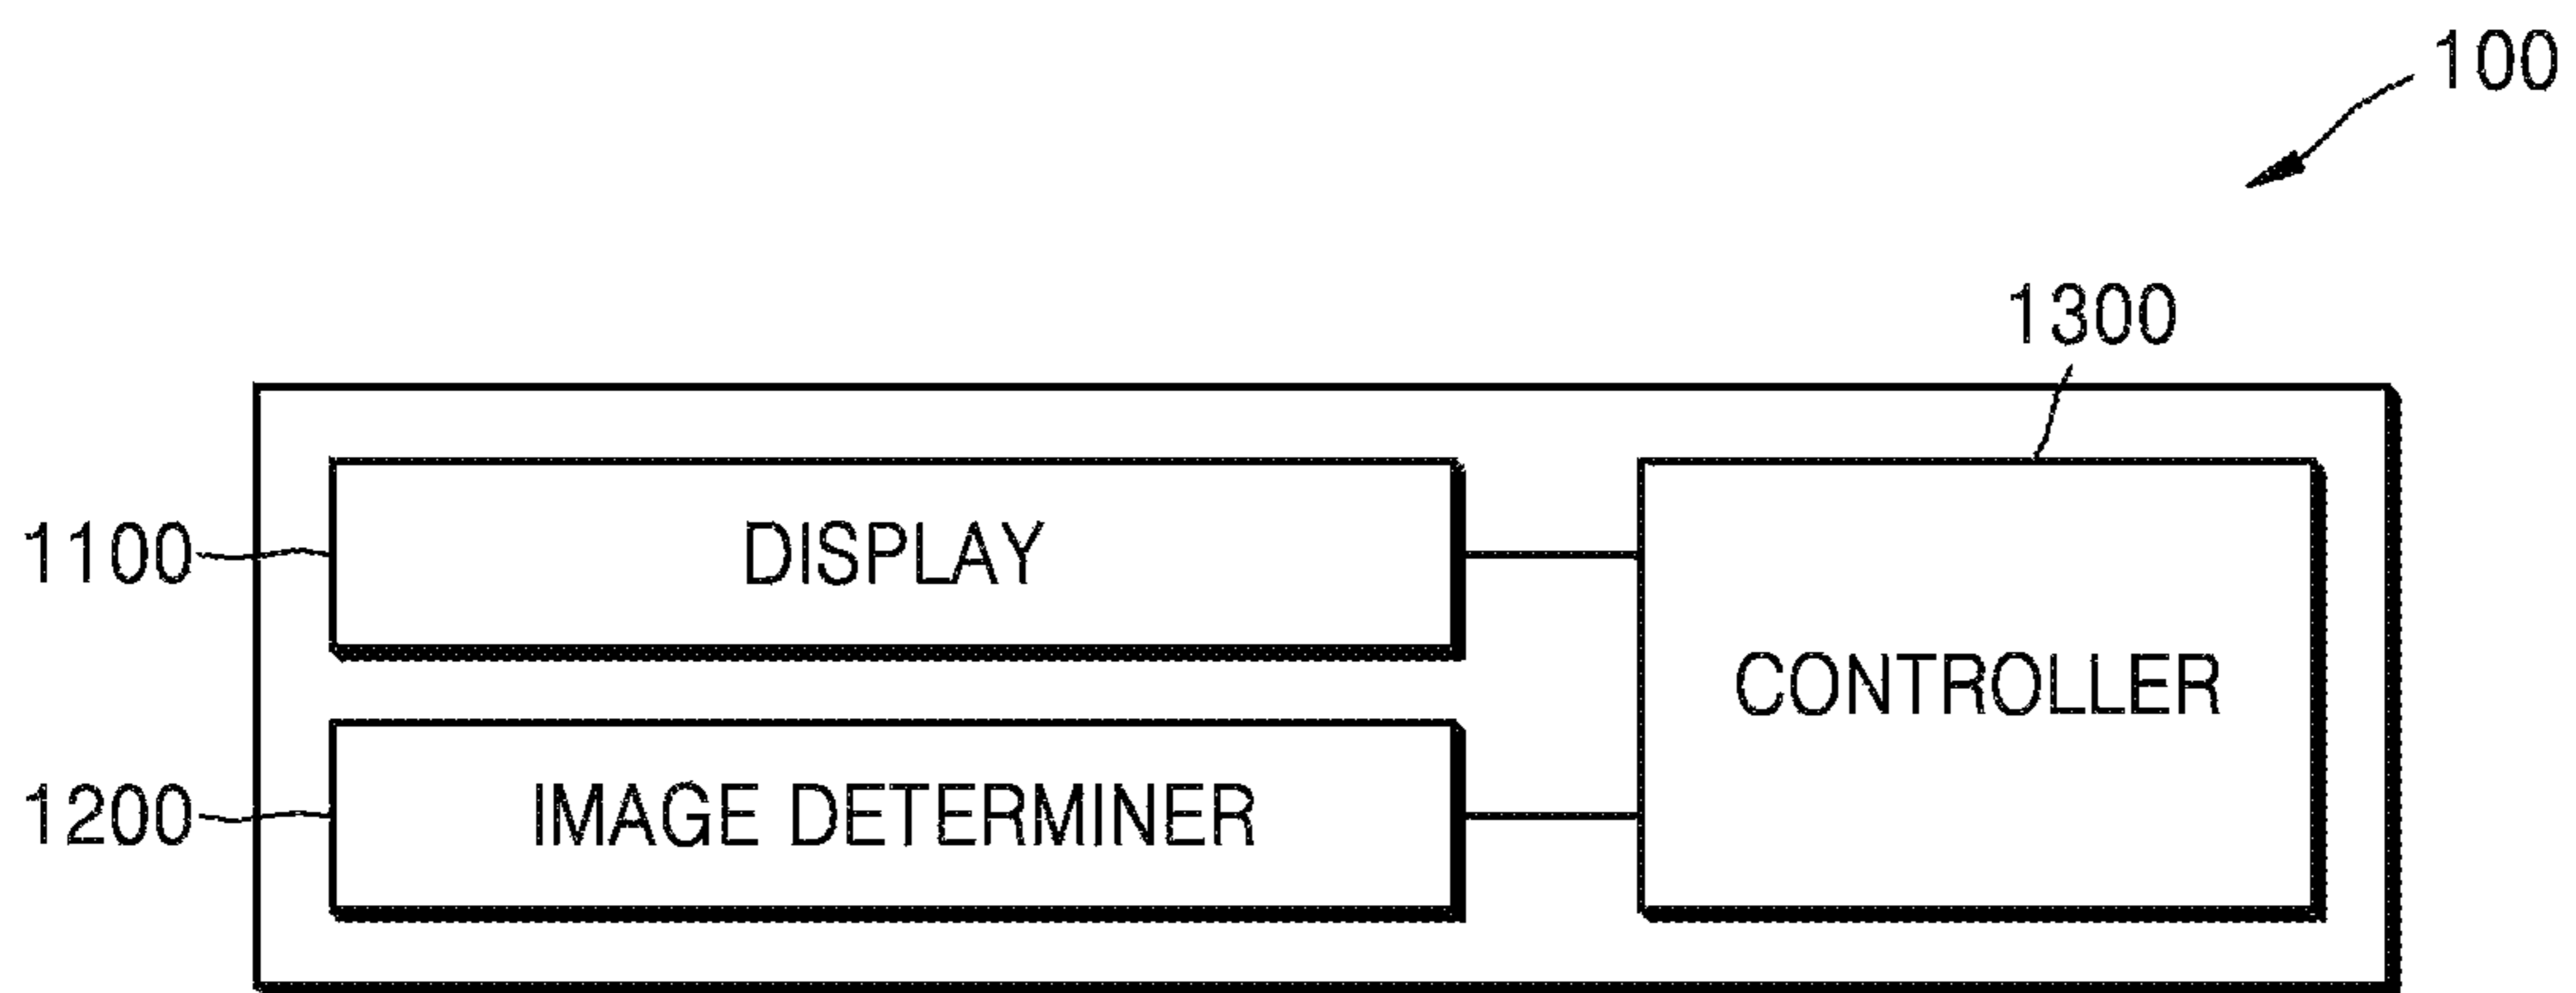 100
1300
1100
DISPLAY
CONTROLLER
1200
IMAGE DETERMINER